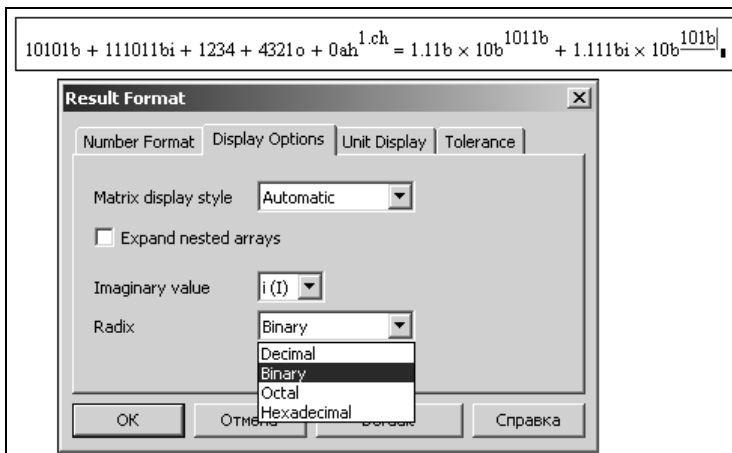 10101b + 111011bi + 1234 + 4321o + 0ah^1.ch = 1.11b × 10b^1011b + 1.111bi × 10b^101b
Result Format
Number Format Display Options Unit Display Tolerance
Matrix display style Automatic
Expand nested arrays
Imaginary value i (I)
Radix Binary
Decimal
Binary
Octal
Hexadecimal
OK Справка